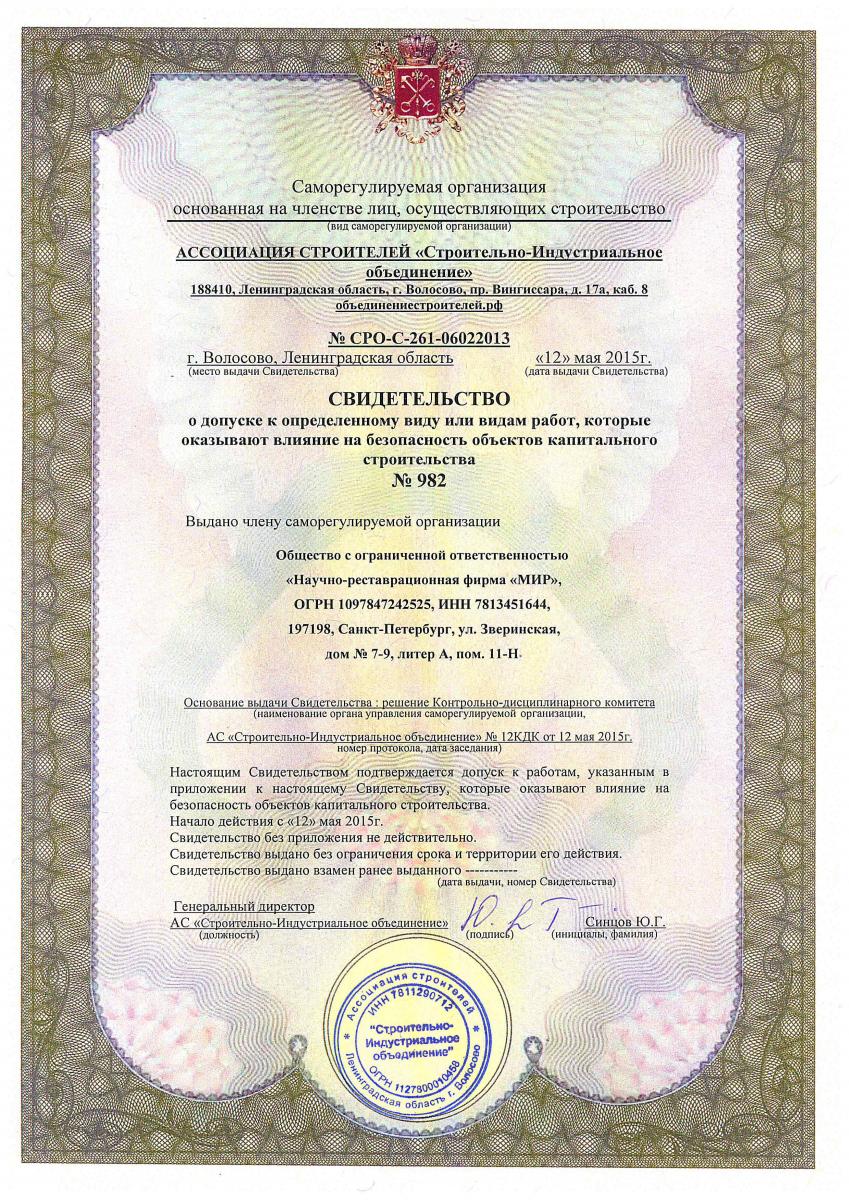 Саморегулируемая организация
основанная на членстве лиц, осуществляющих строительство
(вид саморегулируемой организации)
АССОЦИАЦИЯ СТРОИТЕЛЕЙ «Строительно-Индустриальное
объединение»
188410, Ленинградская область, г. Волосово, пр. Вингиссара, д. 17а, каб. 8
объединениестроителей.рф
№ СРО-С-261-06022013
г. Волосово, Ленинградская область «12» мая 2015г.
(место выдачи Свидетельства) (дата выдачи Свидетельства)
СВИДЕТЕЛЬСТВО
о допуске к определенному виду или видам работ, которые
оказывают влияние на безопасность объектов капитального
строительства
№ 982
Выдано члену саморегулируемой организации
Общество с ограниченной ответственностью
«Научно-реставрационная фирма «МИР»,
ОГРН 1097847242525, ИНН 7813451644,
197198, Санкт-Петербург, ул. Зверинская,
дом № 7-9, литер А, пом. 11-Н
Основание выдачи Свидетельства : решение Контрольно-дисциплинарного комитета
(наименование органа управления саморегулируемой организации,
АС «Строительно-Индустриальное объединение» № 12КДК от 12 мая 2015г.
номер протокола, дата заседания)
Настоящим Свидетельством подтверждается допуск к работам, указанным в
приложении к настоящему Свидетельству, которые оказывают влияние на
безопасность объектов капитального строительства.
Начало действия с «12» мая 2015г.
Свидетельство без приложения не действительно.
Свидетельство выдано без ограничения срока и территории его действия.
Свидетельство выдано взамен ранее выданного -----------
(дата выдачи, номер Свидетельства)
Генеральный директор
АС «Строительно-Индустриальное объединение» Синцов Ю.Г.
(должность) (подпись) (инициалы, фамилия)
* Ассоциация строителей *
ИНН 7811290712
"Строительно-
Индустриальное
объединение"
ОГРН 1127800010458
Ленинградская область г. Волосово